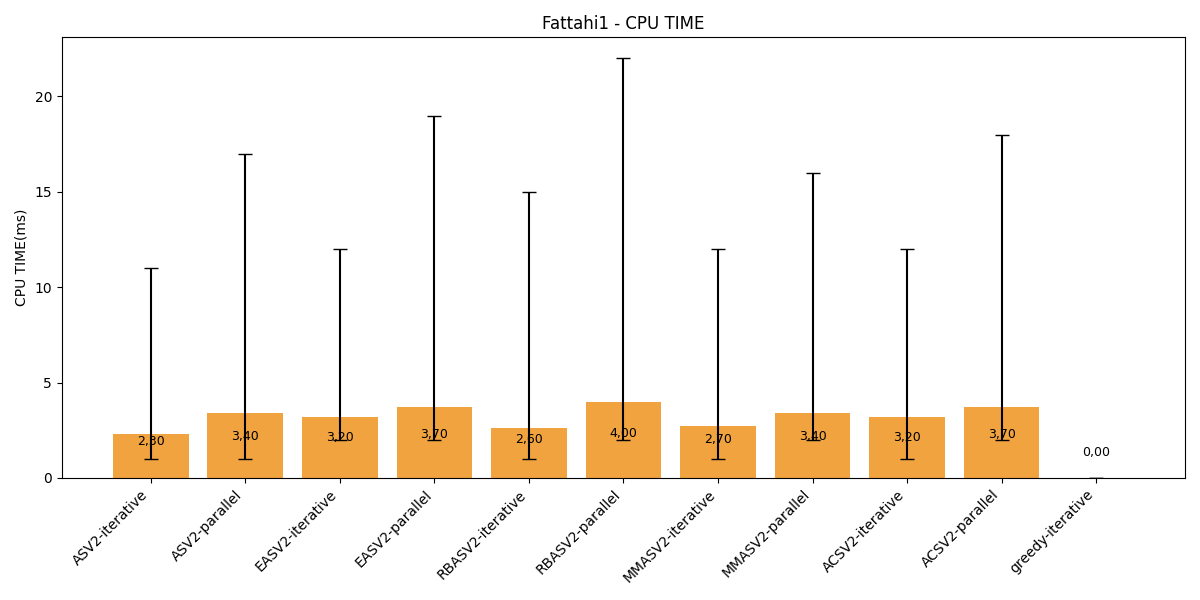 Fattahi1 - CPU TIME
CPU TIME(ms)
20
15
10
5
0
2,30
3,40
3,20
3,70
2,60
4,00
2,70
3,40
3,20
3,70
0,00
ASV2-iterative
ASV2-parallel
EASV2-iterative
EASV2-parallel
RBASV2-iterative
RBASV2-parallel
MMASV2-iterative
MMASV2-parallel
ACSV2-iterative
ACSV2-parallel
greedy-iterative